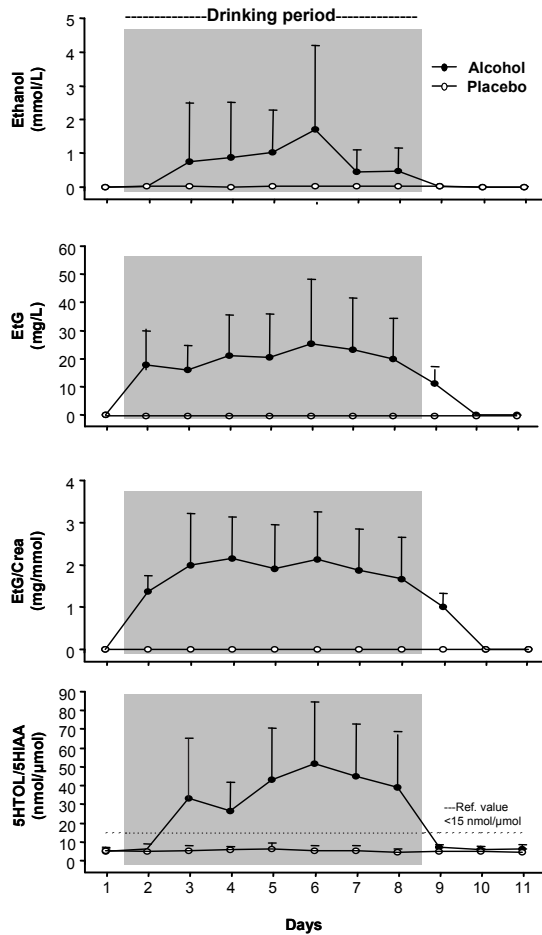 ----------Drinking period--------------
5
4
3
2
1
0
Ethanol
(mmol/L)
Alcohol
Placebo
60
50
40
30
20
10
0
EtG
(mg/L)
4
3
2
1
0
EtG/Crea
(mg/mmol)
90
80
70
60
50
40
30
20
10
0
5HTOL/5HIAA
(nmol/µmol)
---Ref. value
<15 nmol/µmol
1 2 3 4 5 6 7 8 9 10 11
Days